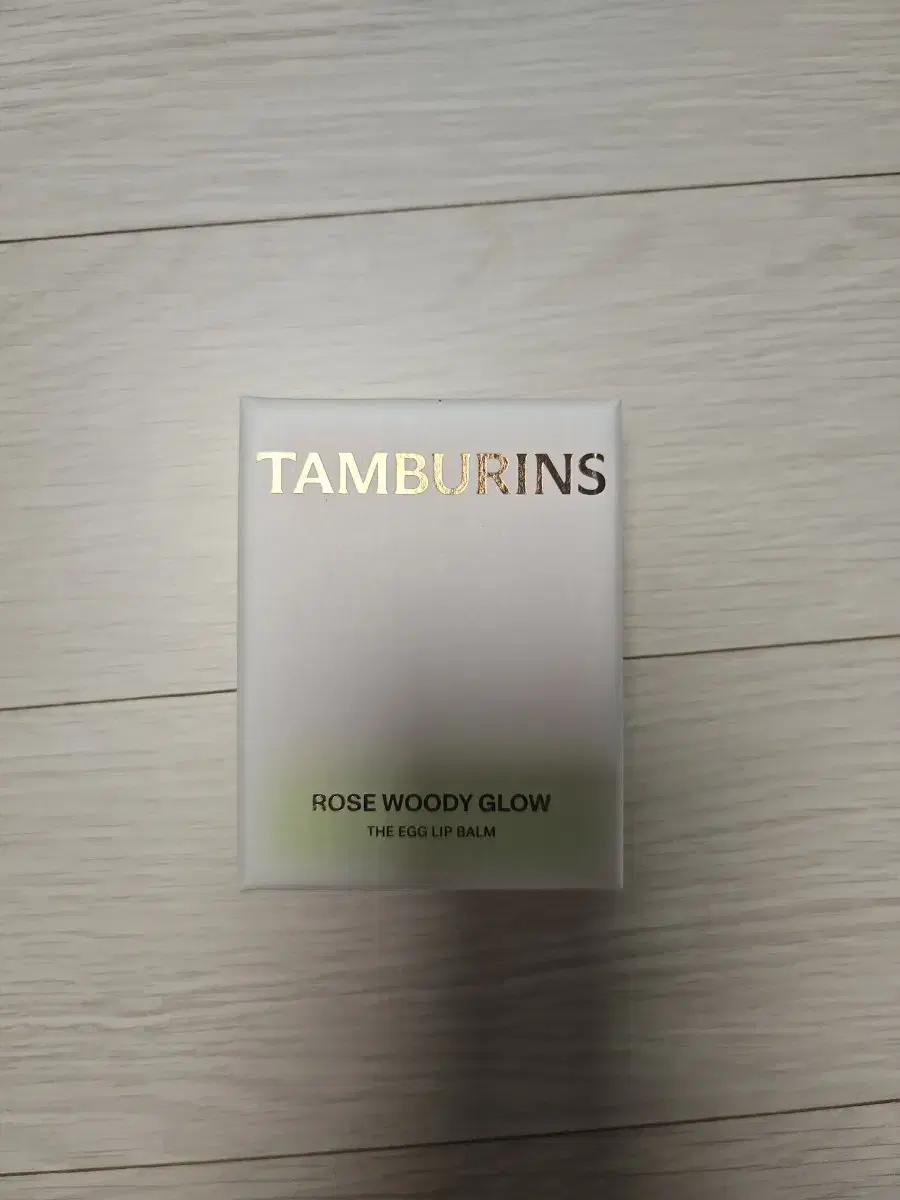 TAMBURINS
ROSE WOODY GLOW
THE EGG LIP BALM